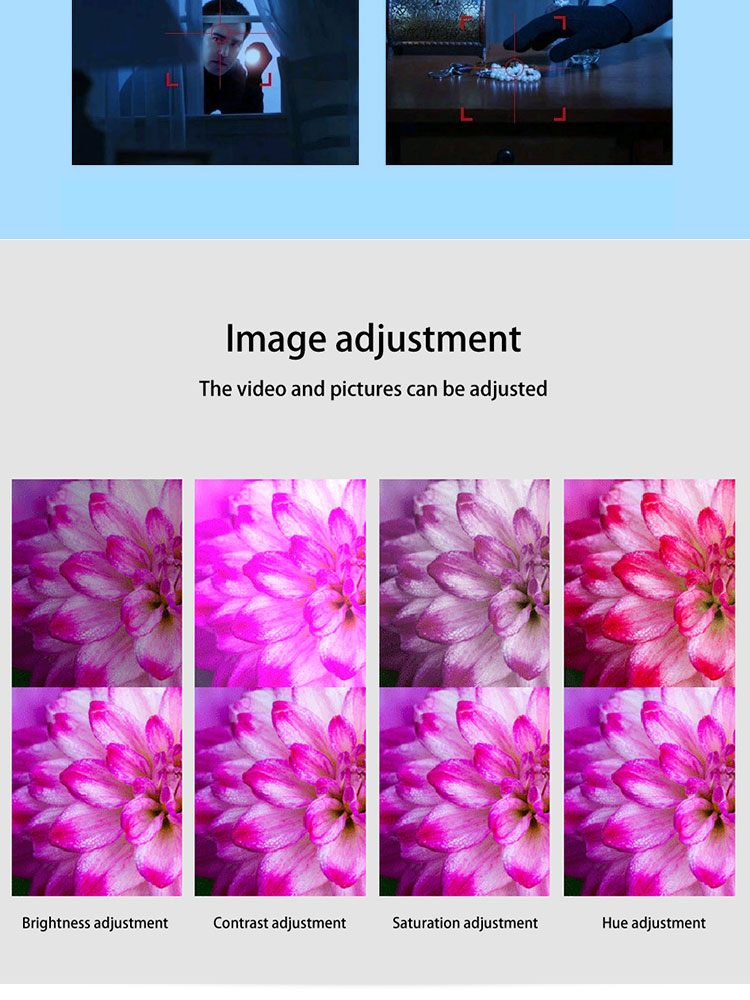 Image adjustment
The video and pictures can be adjusted
Brightness adjustment
Contrast adjustment
Saturation adjustment
Hue adjustment